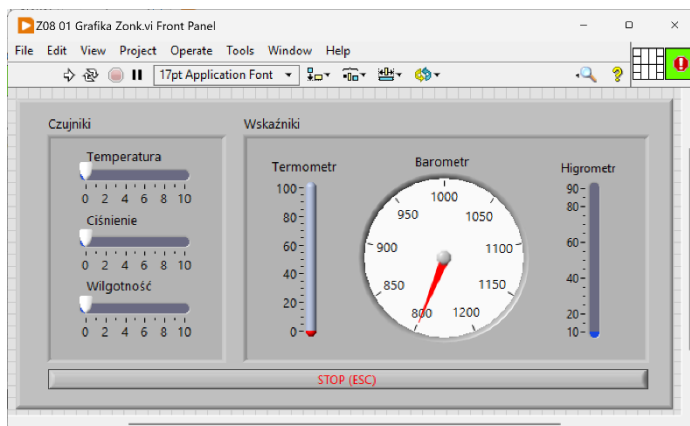 Z08 01 Grafika Zonk.vi Front Panel
File Edit View Project Operate Tools Window Help
17pt Application Font
Czujniki
Temperatura
0 2 4 6 8 10
Ciśnienie
0 2 4 6 8 10
Wilgotność
0 2 4 6 8 10
Wskaźniki
Termometr
100
80
60
40
20
0
Barometr
800
850
900
950
1000
1050
1100
1150
1200
Higrometr
90
80
60
40
20
10
STOP (ESC)